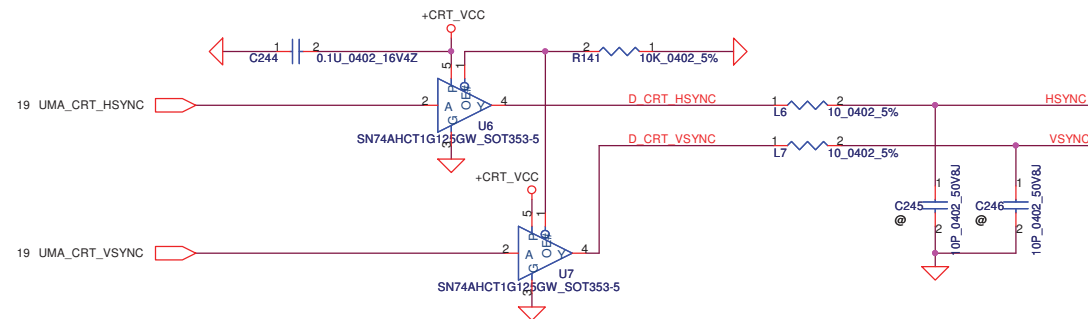 +CRT_VCC
1 2
C244 0.1U_0402_16V4Z
2 1
R141 10K_0402_5%
5 1
P OE#
19 UMA_CRT_HSYNC 2 A Y 4 D_CRT_HSYNC 1 2 HSYNC
G U6 L6 10_0402_5%
3
SN74AHCT1G125GW_SOT353-5
D_CRT_VSYNC 1 2 VSYNC
L7 10_0402_5%
+CRT_VCC
1 1
5 1
C245 10P_0402_50V8J C246 10P_0402_50V8J
@ @
2 2
P OE#
19 UMA_CRT_VSYNC 2 A Y 4
G U7
3
SN74AHCT1G125GW_SOT353-5